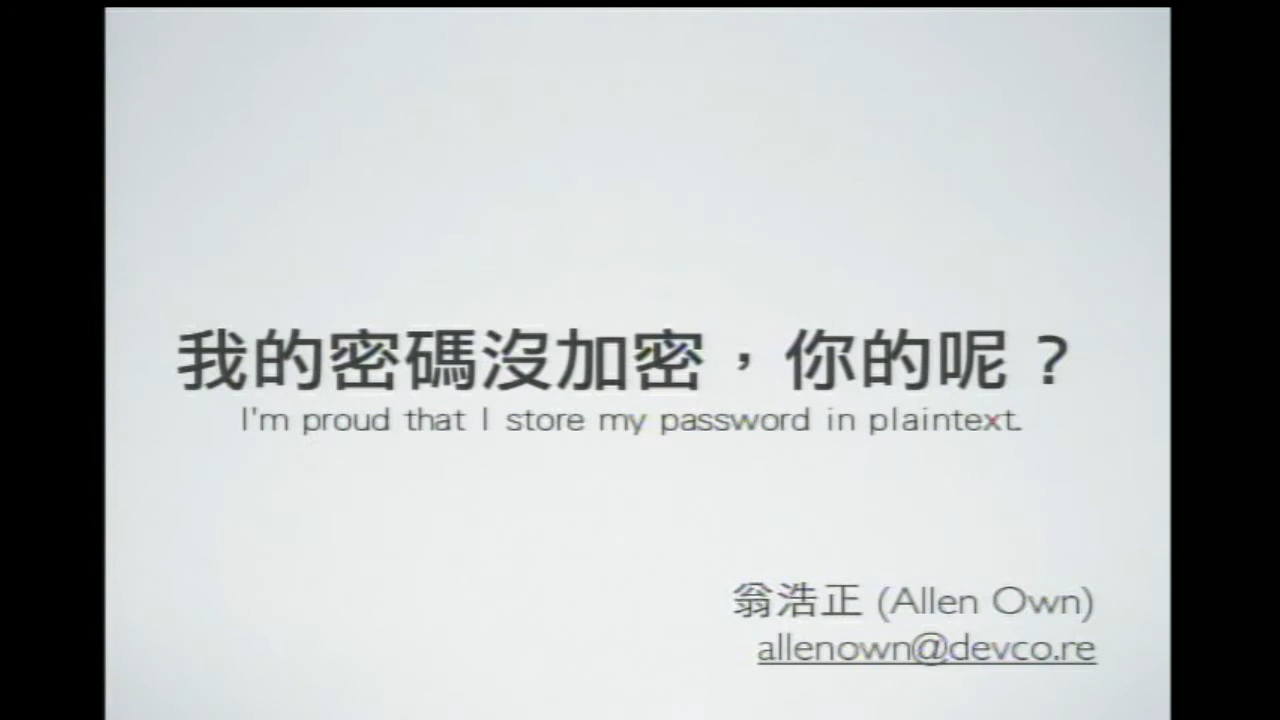 我的密碼沒加密，你的呢？
I'm proud that I store my password in plaintext.
翁浩正 (Allen Own)
allenown@devco.re